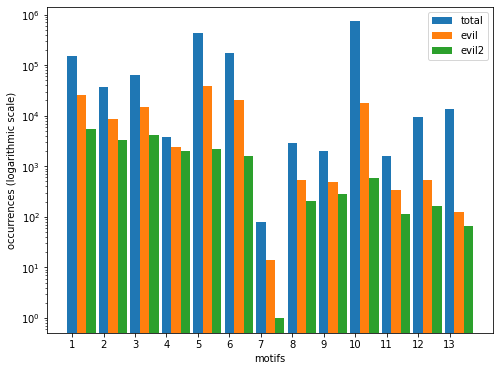 total
evil
evil2
occurrences (logarithmic scale)
10⁶
10⁵
10⁴
10³
10²
10¹
10⁰
1 2 3 4 5 6 7 8 9 10 11 12 13
motifs